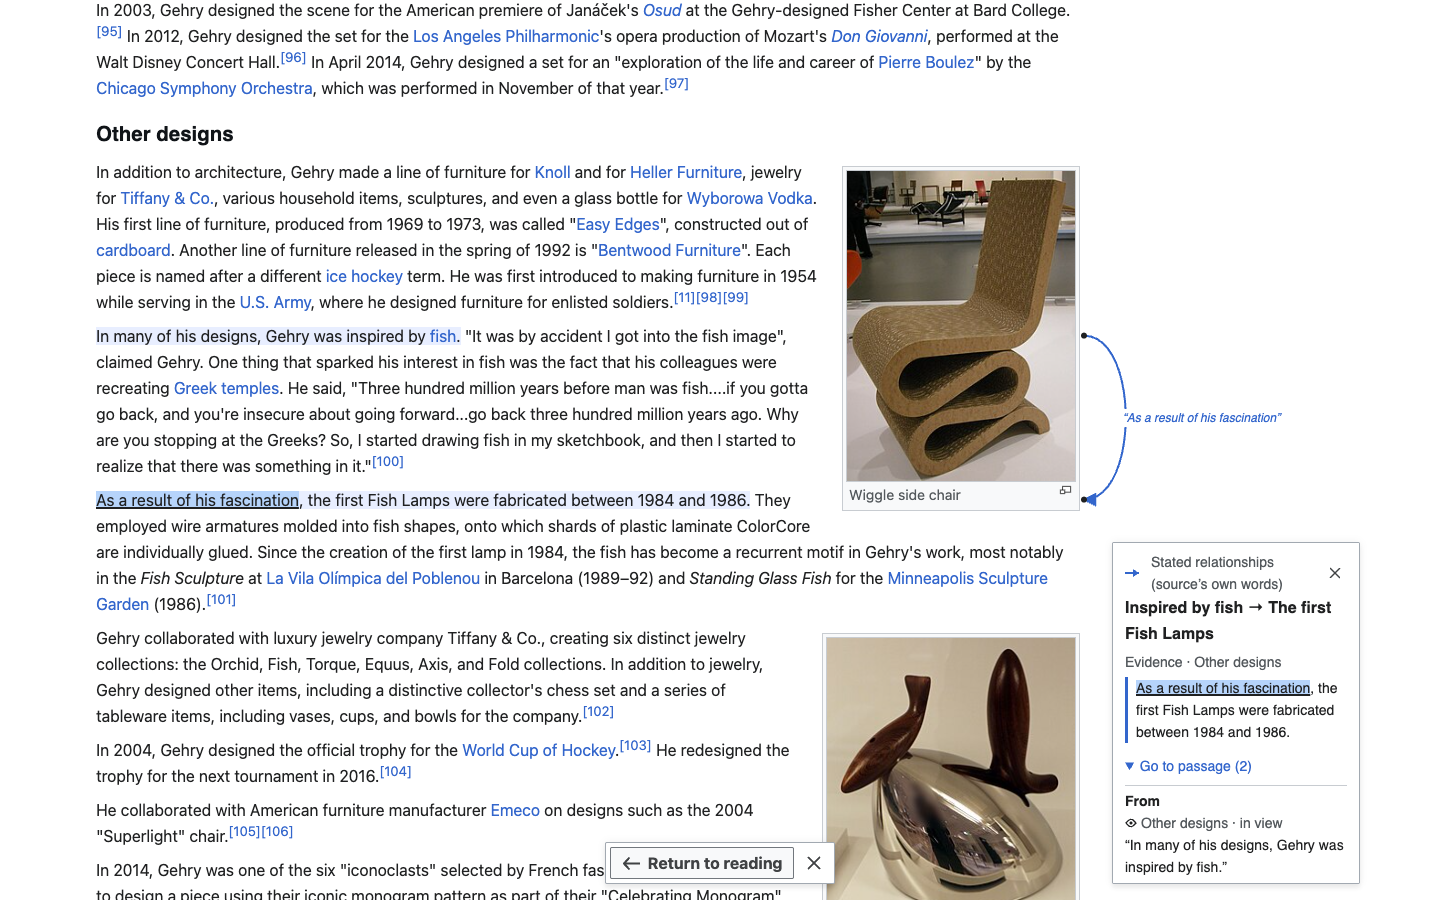 In 2003, Gehry designed the scene for the American premiere of Janáček's Osud at the Gehry-designed Fisher Center at Bard College.
[95] In 2012, Gehry designed the set for the Los Angeles Philharmonic's opera production of Mozart's Don Giovanni, performed at the
Walt Disney Concert Hall.[96] In April 2014, Gehry designed a set for an "exploration of the life and career of Pierre Boulez" by the
Chicago Symphony Orchestra, which was performed in November of that year.[97]
Other designs
In addition to architecture, Gehry made a line of furniture for Knoll and for Heller Furniture, jewelry
for Tiffany & Co., various household items, sculptures, and even a glass bottle for Wyborowa Vodka.
His first line of furniture, produced from 1969 to 1973, was called "Easy Edges", constructed out of
cardboard. Another line of furniture released in the spring of 1992 is "Bentwood Furniture". Each
piece is named after a different ice hockey term. He was first introduced to making furniture in 1954
while serving in the U.S. Army, where he designed furniture for enlisted soldiers.[11][98][99]
In many of his designs, Gehry was inspired by fish. "It was by accident I got into the fish image",
claimed Gehry. One thing that sparked his interest in fish was the fact that his colleagues were
recreating Greek temples. He said, "Three hundred million years before man was fish....if you gotta
go back, and you're insecure about going forward...go back three hundred million years ago. Why
are you stopping at the Greeks? So, I started drawing fish in my sketchbook, and then I started to
realize that there was something in it."[100]
As a result of his fascination, the first Fish Lamps were fabricated between 1984 and 1986. They
employed wire armatures molded into fish shapes, onto which shards of plastic laminate ColorCore
are individually glued. Since the creation of the first lamp in 1984, the fish has become a recurrent motif in Gehry's work, most notably
in the Fish Sculpture at La Vila Olímpica del Poblenou in Barcelona (1989–92) and Standing Glass Fish for the Minneapolis Sculpture
Garden (1986).[101]
Wiggle side chair
"As a result of his fascination"
Gehry collaborated with luxury jewelry company Tiffany & Co., creating six distinct jewelry
collections: the Orchid, Fish, Torque, Equus, Axis, and Fold collections. In addition to jewelry,
Gehry designed other items, including a distinctive collector's chess set and a series of
tableware items, including vases, cups, and bowls for the company.[102]
In 2004, Gehry designed the official trophy for the World Cup of Hockey.[103] He redesigned the
trophy for the next tournament in 2016.[104]
He collaborated with American furniture manufacturer Emeco on designs such as the 2004
"Superlight" chair.[105][106]
In 2014, Gehry was one of the six "iconoclasts" selected by French fas
to design a piece using their iconic monogram pattern as part of their "Celebrating Monogram"
← Return to reading
Stated relationships
(source's own words)
Inspired by fish → The first
Fish Lamps
Evidence · Other designs
As a result of his fascination, the
first Fish Lamps were fabricated
between 1984 and 1986.
▼ Go to passage (2)
From
Other designs · in view
“In many of his designs, Gehry was
inspired by fish.”